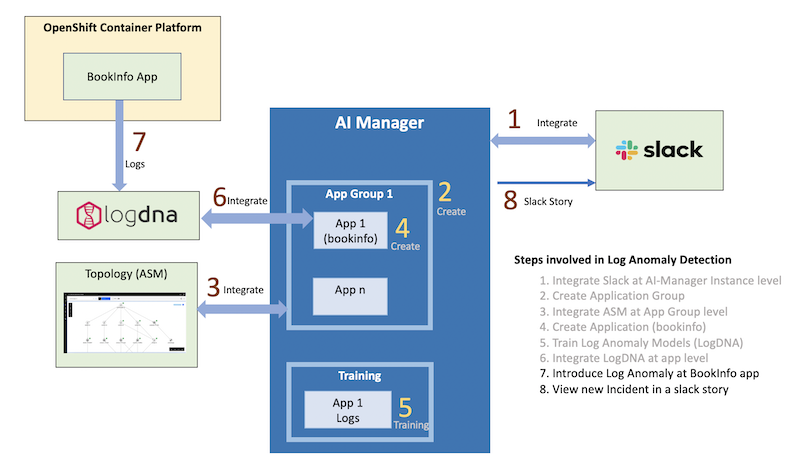 OpenShift Container Platform
BookInfo App
7
Logs
logdna
6
Integrate
Topology (ASM)
3
Integrate
AI Manager
App Group 1
2
Create
App 1
(bookinfo)
4
Create
App n
Training
App 1
Logs
5
Training
1
Integrate
slack
8
Slack Story
Steps involved in Log Anomaly Detection
1. Integrate Slack at AI-Manager Instance level
2. Create Application Group
3. Integrate ASM at App Group level
4. Create Application (bookinfo)
5. Train Log Anomaly Models (LogDNA)
6. Integrate LogDNA at app level
7. Introduce Log Anomaly at BookInfo app
8. View new Incident in a slack story